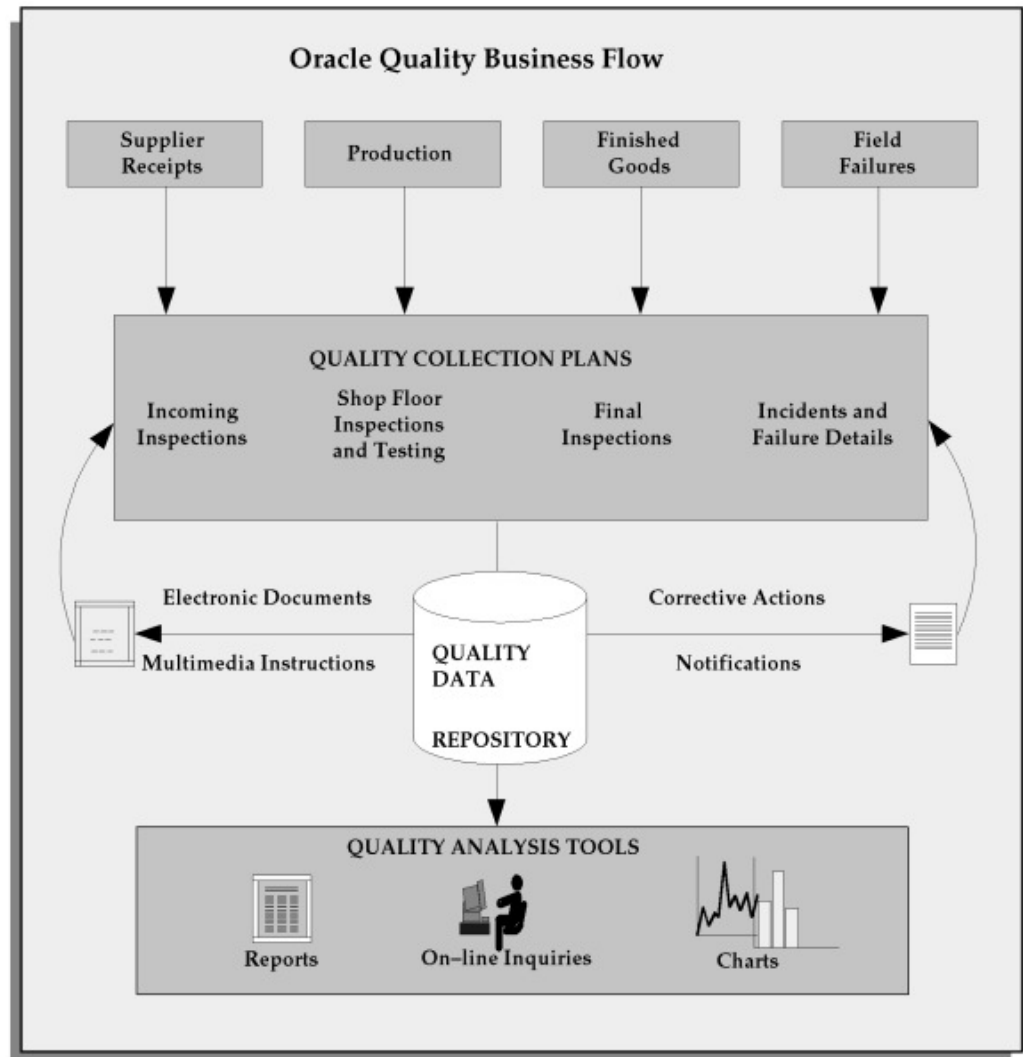 Oracle Quality Business Flow
Supplier
Receipts
Production
Finished
Goods
Field
Failures
QUALITY COLLECTION PLANS
Incoming
Inspections
Shop Floor
Inspections
and Testing
Final
Inspections
Incidents and
Failure Details
Electronic Documents
Multimedia Instructions
Corrective Actions
Notifications
QUALITY
DATA
REPOSITORY
QUALITY ANALYSIS TOOLS
Reports
On–line Inquiries
Charts